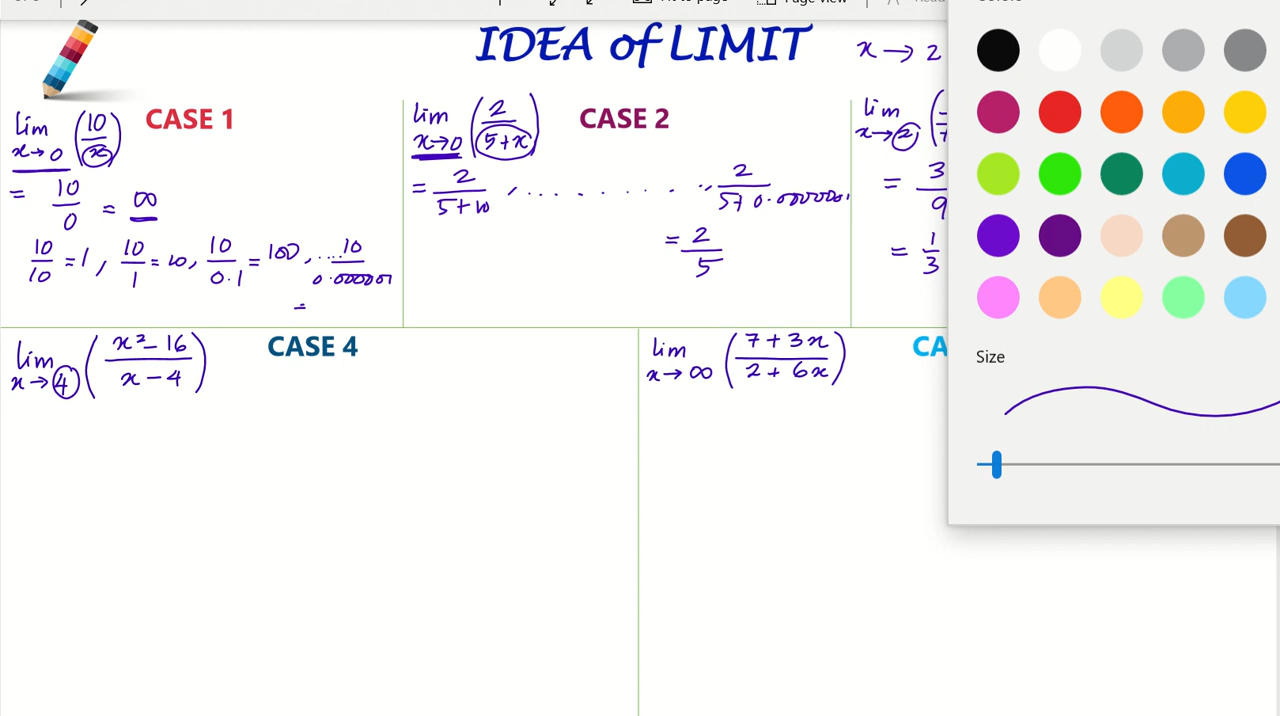 IDEA of LIMIT
x → 2
lim x→0 (10/x) CASE 1
= 10/0 = ∞
10/10 = 1, 10/1 = 10, 10/0.1 = 100, .... 10/0.000001
=
lim x→0 (2/5+x) CASE 2
= 2/5+10, . . . . . . . . ., 2/5+0.0000001
= 2/5
lim x→2
= 3/9
= 1/3
lim x→4 (x²-16/x-4) CASE 4
lim x→∞ (7+3x/2+6x) CA
Size